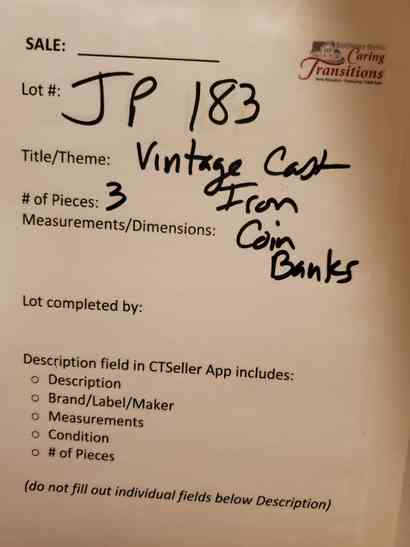 SALE:
Caring
Transitions
Lot #: JP 183
Title/Theme: Vintage Cast
# of Pieces: 3 Iron
Measurements/Dimensions: Coin
Banks
Lot completed by:
Description field in CTSeller App includes:
o Description
o Brand/Label/Maker
o Measurements
o Condition
o # of Pieces
(do not fill out individual fields below Description)